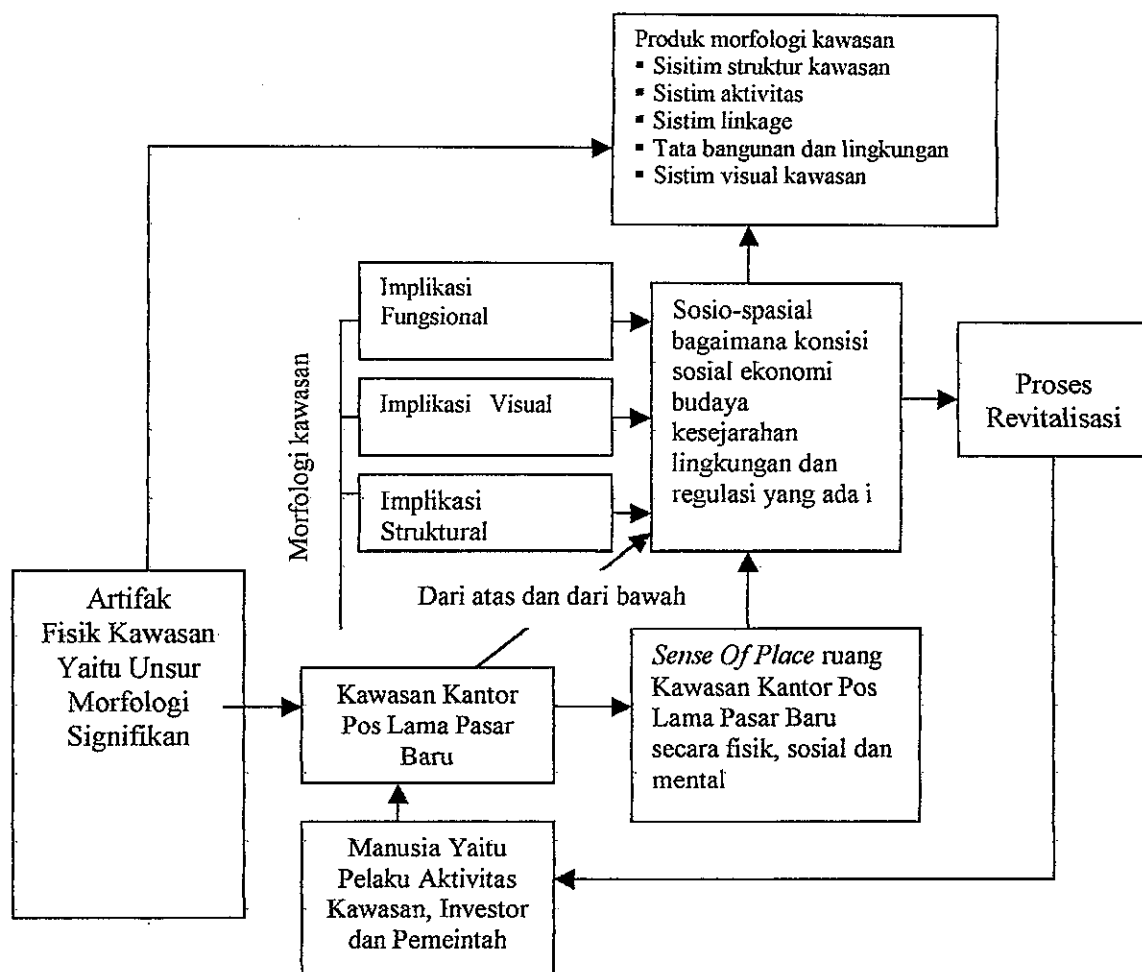 Produk morfologi kawasan
▪ Sisitim struktur kawasan
▪ Sistim aktivitas
▪ Sistim linkage
▪ Tata bangunan dan lingkungan
▪ Sistim visual kawasan
Implikasi
Fungsional
Implikasi Visual
Implikasi
Struktural
Morfologi kawasan
Sosio-spasial
bagaimana konsisi
sosial ekonomi
budaya
kesejarahan
lingkungan dan
regulasi yang ada i
Proses
Revitalisasi
Dari atas dan dari bawah
Artifak
Fisik Kawasan
Yaitu Unsur
Morfologi
Signifikan
Kawasan Kantor
Pos Lama Pasar
Baru
Sense Of Place ruang
Kawasan Kantor Pos
Lama Pasar Baru
secara fisik, sosial dan
mental
Manusia Yaitu
Pelaku Aktivitas
Kawasan, Investor
dan Pemeintah